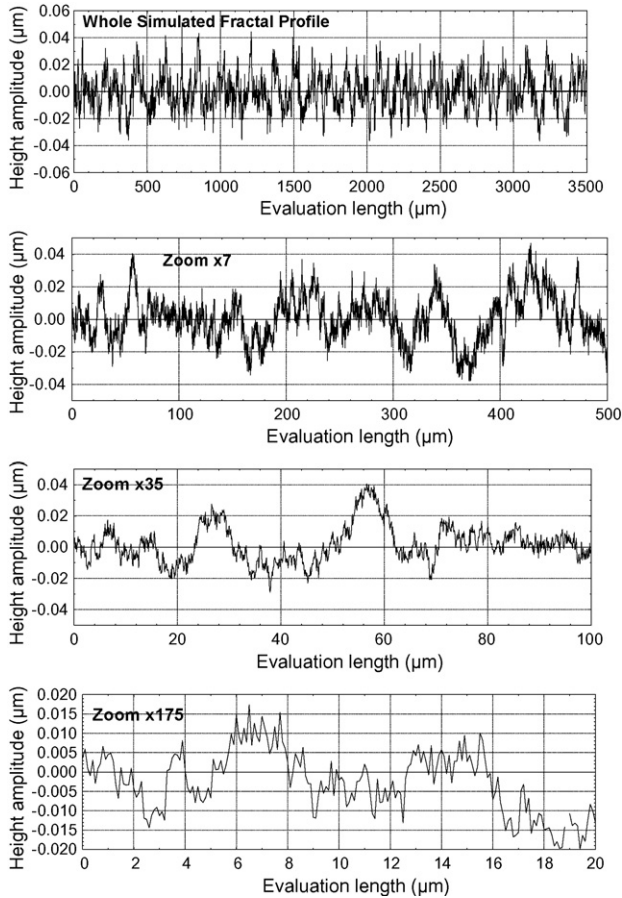 Whole Simulated Fractal Profile
Height amplitude (µm)
0.06
0.04
0.02
0.00
-0.02
-0.04
-0.06
0 500 1000 1500 2000 2500 3000 3500
Evaluation length (µm)
Zoom x7
Height amplitude (µm)
0.04
0.02
0.00
-0.02
-0.04
0 100 200 300 400 500
Evaluation length (µm)
Zoom x35
Height amplitude (µm)
0.04
0.02
0.00
-0.02
-0.04
0 20 40 60 80 100
Evaluation length (µm)
Zoom x175
Height amplitude (µm)
0.020
0.015
0.010
0.005
0.000
-0.005
-0.010
-0.015
-0.020
0 2 4 6 8 10 12 14 16 18 20
Evaluation length (µm)